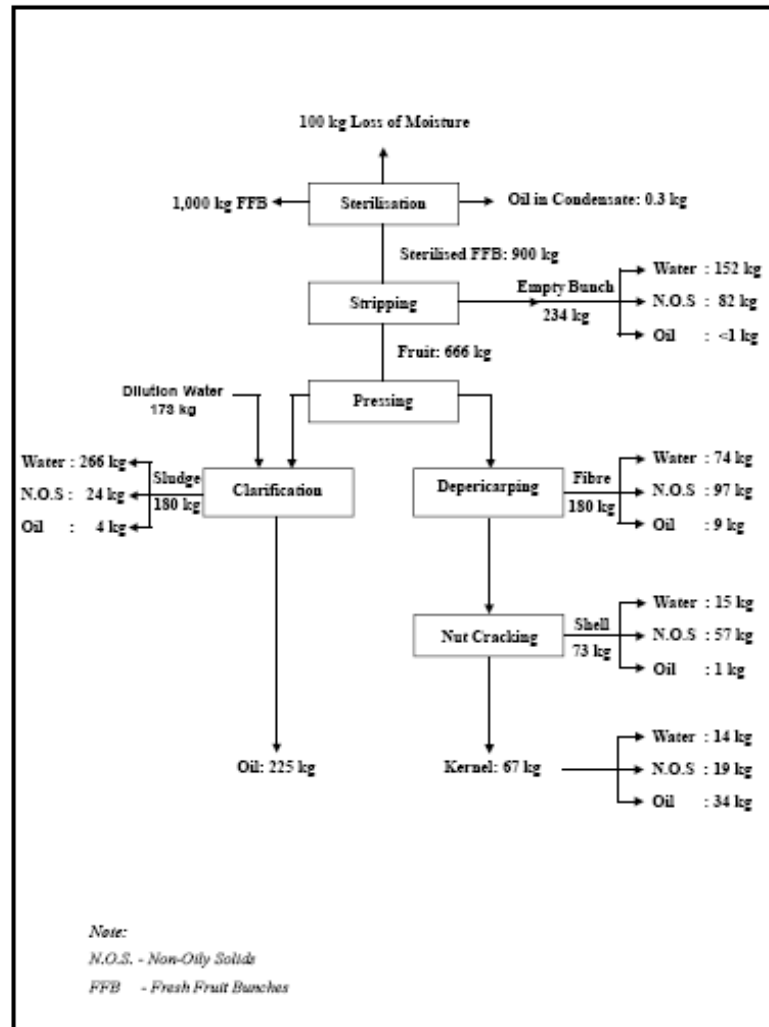 100 kg Loss of Moisture
1,000 kg FFB
Sterilisation
Oil in Condensate: 0.3 kg
Sterilised FFB: 900 kg
Stripping
Empty Bunch
234 kg
Water : 152 kg
N.O.S : 82 kg
Oil : <1 kg
Fruit: 666 kg
Dilution Water
173 kg
Pressing
Water : 266 kg
N.O.S : 24 kg
Oil : 4 kg
Sludge
180 kg
Clarification
Depericarping
Fibre
180 kg
Water : 74 kg
N.O.S : 97 kg
Oil : 9 kg
Nut Cracking
Shell
73 kg
Water : 15 kg
N.O.S : 57 kg
Oil : 1 kg
Oil: 225 kg
Kernel: 67 kg
Water : 14 kg
N.O.S : 19 kg
Oil : 34 kg
Note:
N.O.S. - Non-Oily Solids
FFB - Fresh Fruit Bunches